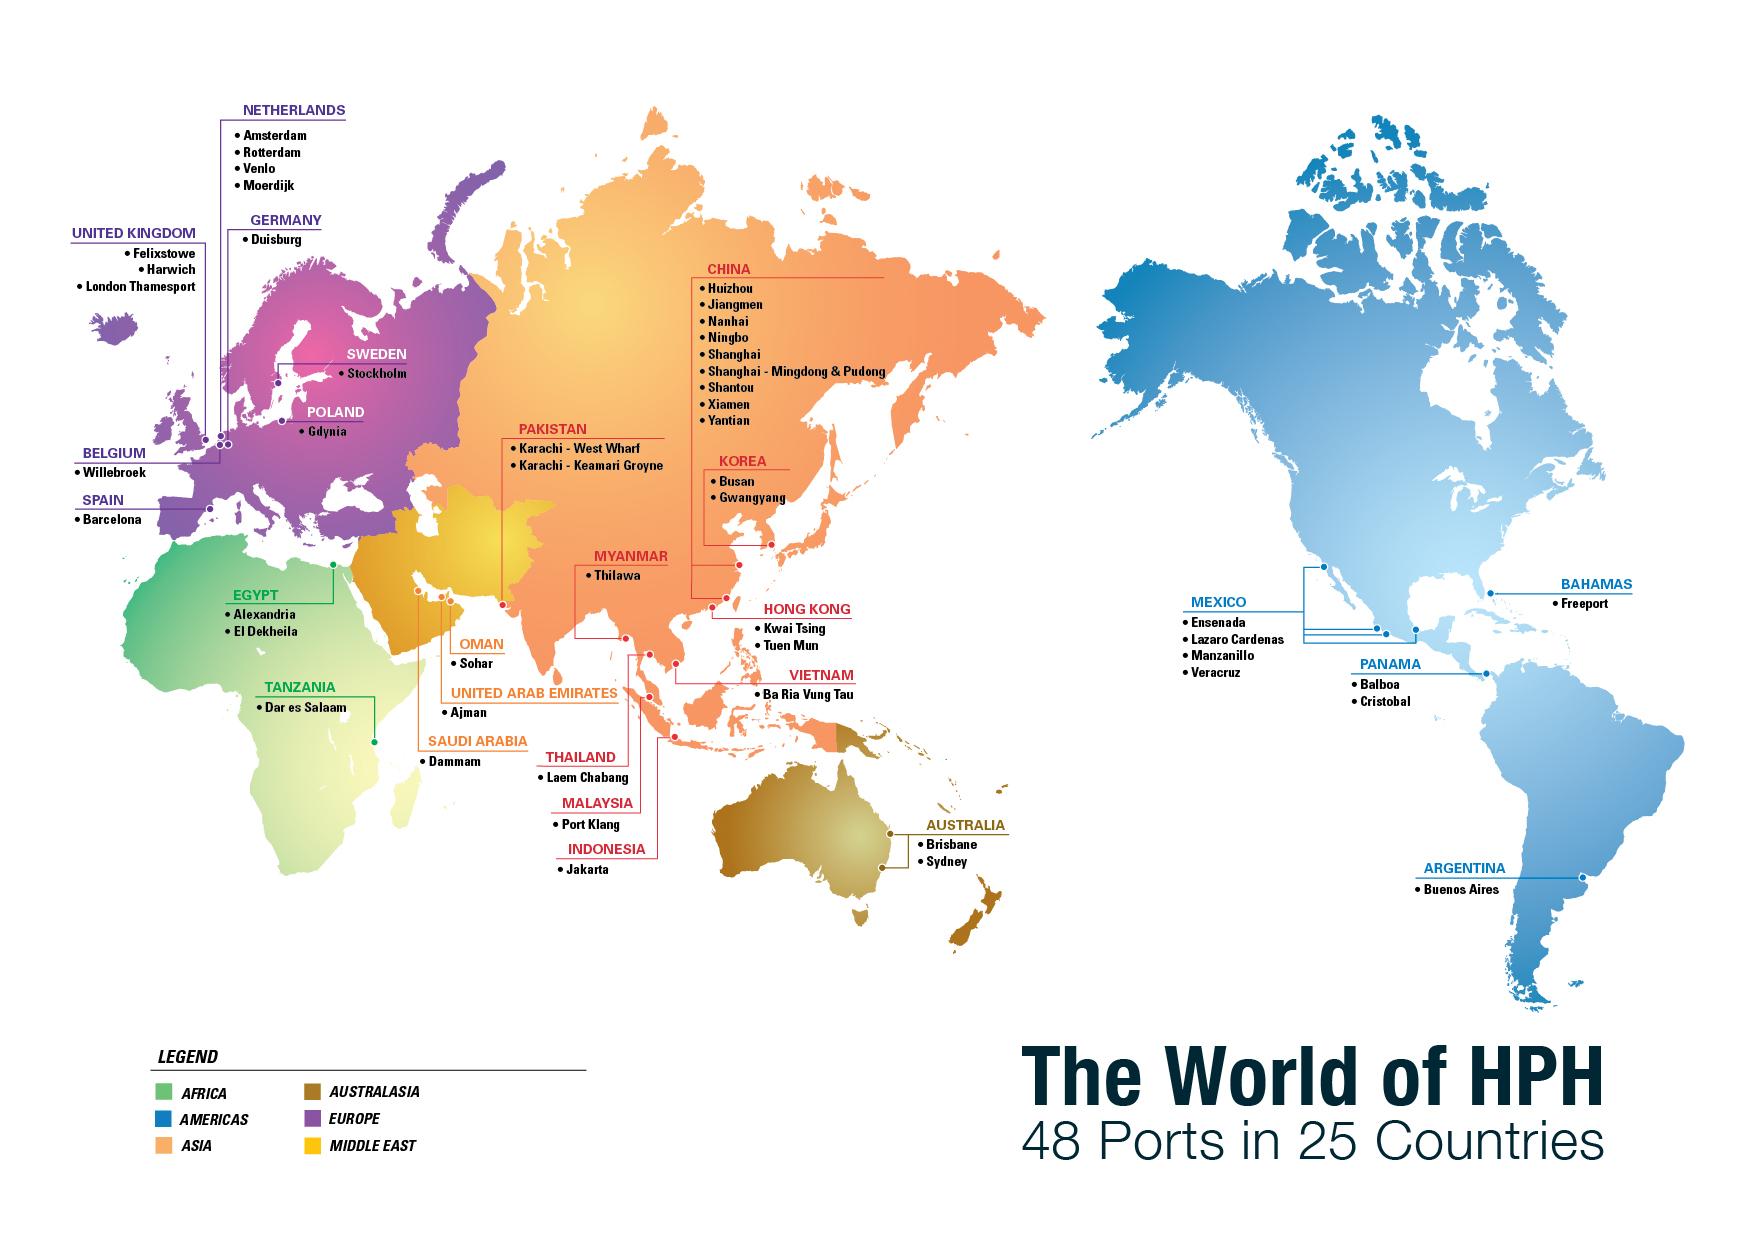 NETHERLANDS
• Amsterdam
• Rotterdam
• Venlo
• Moerdijk
GERMANY
• Duisburg
UNITED KINGDOM
• Felixstowe
• Harwich
• London Thamesport
SWEDEN
• Stockholm
POLAND
• Gdynia
BELGIUM
• Willebroek
SPAIN
• Barcelona
EGYPT
• Alexandria
• El Dekheila
TANZANIA
• Dar es Salaam
PAKISTAN
• Karachi - West Wharf
• Karachi - Keamari Groyne
OMAN
• Sohar
UNITED ARAB EMIRATES
• Ajman
SAUDI ARABIA
• Dammam
CHINA
• Huizhou
• Jiangmen
• Nanhai
• Ningbo
• Shanghai
• Shanghai - Mingdong & Pudong
• Shantou
• Xiamen
• Yantian
KOREA
• Busan
• Gwangyang
MYANMAR
• Thilawa
HONG KONG
• Kwai Tsing
• Tuen Mun
VIETNAM
• Ba Ria Vung Tau
THAILAND
• Laem Chabang
MALAYSIA
• Port Klang
INDONESIA
• Jakarta
AUSTRALIA
• Brisbane
• Sydney
MEXICO
• Ensenada
• Lazaro Cardenas
• Manzanillo
• Veracruz
BAHAMAS
• Freeport
PANAMA
• Balboa
• Cristobal
ARGENTINA
• Buenos Aires
LEGEND
AFRICA
AMERICAS
ASIA
AUSTRALASIA
EUROPE
MIDDLE EAST
The World of HPH
48 Ports in 25 Countries